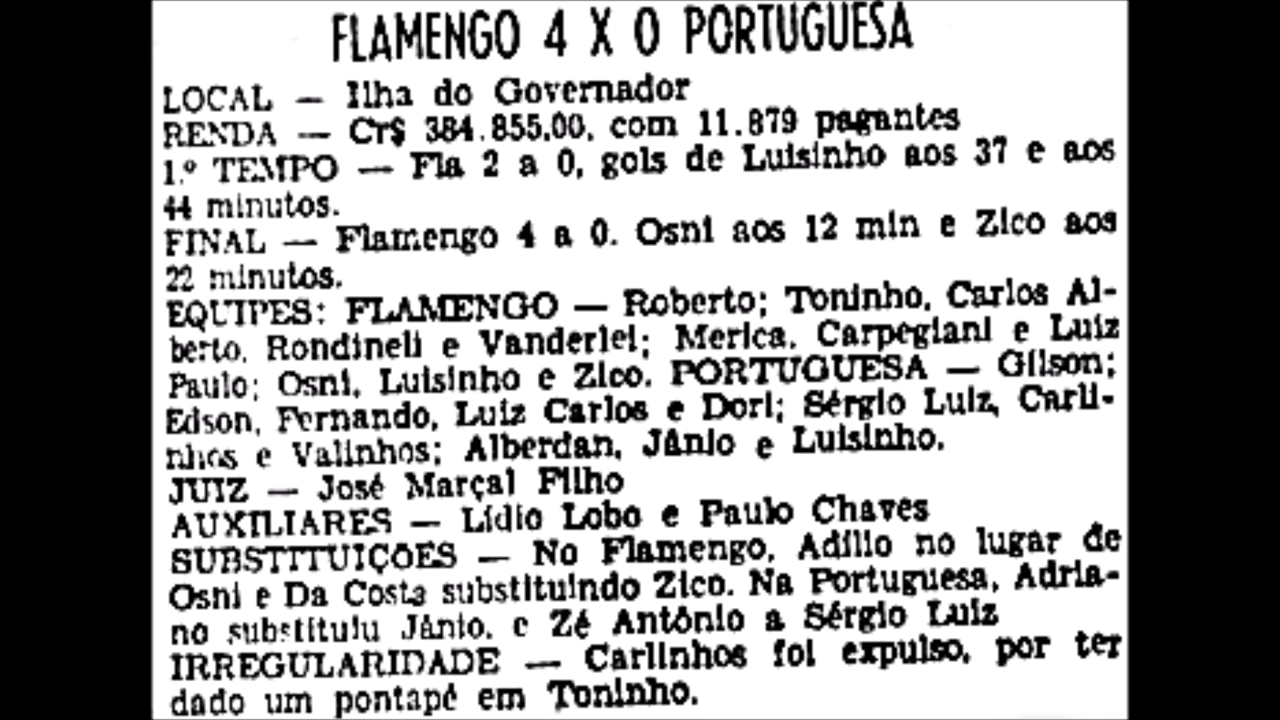 FLAMENGO 4 X 0 PORTUGUESA
LOCAL — Ilha do Governador
RENDA — Cr$ 384.855,00, com 11.879 pagantes
1.º TEMPO — Fla 2 a 0, gols de Luisinho aos 37 e aos
44 minutos.
FINAL — Flamengo 4 a 0. Osni aos 12 min e Zico aos
22 minutos.
EQUIPES: FLAMENGO — Roberto; Toninho, Carlos Al-
berto, Rondineli e Vanderlei; Merica, Carpegiani e Luiz
Paulo; Osni, Luisinho e Zico. PORTUGUESA — Gilson;
Edson, Fernando, Luiz Carlos e Dori; Sérgio Luiz, Carli-
nhos e Valinhos; Alberdan, Jânio e Luisinho.
JUIZ — José Marçal Filho
AUXILIARES — Lídio Lobo e Paulo Chaves
SUBSTITUIÇÕES — No Flamengo, Adílio no lugar de
Osni e Da Costa substituindo Zico. Na Portuguesa, Adria-
no substituiu Jânio, e Zé Antônio a Sérgio Luiz
IRREGULARIDADE — Carlinhos foi expulso, por ter
dado um pontapé em Toninho.